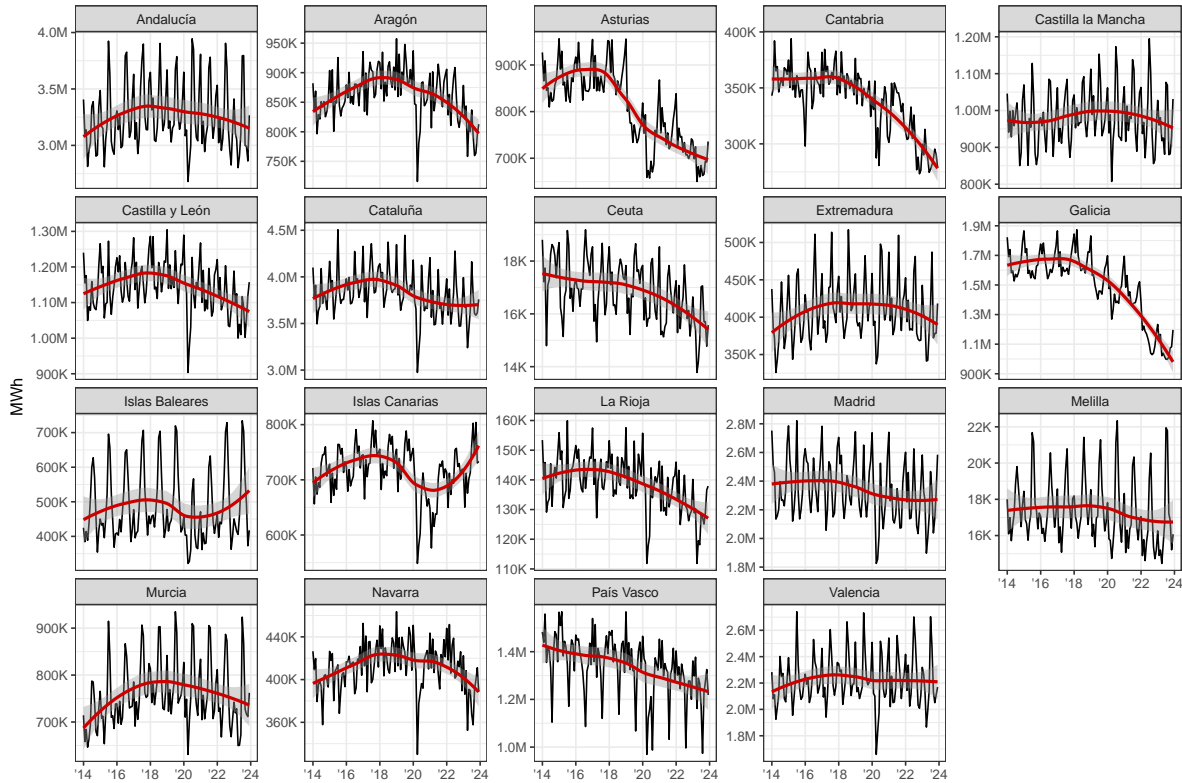 Andalucía
4.0M
3.0M
Aragón
950K
900K
850K
800K
750K
Asturias
900K
800K
700K
Cantabria
400K
350K
300K
Castilla la Mancha
1.20M
1.10M
1.00M
900K
800K
Castilla y León
1.30M
1.20M
1.10M
1.00M
900K
Cataluña
4.5M
4.0M
3.5M
3.0M
Ceuta
18K
16K
14K
Extremadura
500K
450K
400K
350K
Galicia
1.9M
1.7M
1.5M
1.3M
1.1M
900K
MWh
Islas Baleares
700K
600K
500K
400K
Islas Canarias
800K
700K
600K
La Rioja
160K
150K
140K
130K
120K
110K
Madrid
2.8M
2.6M
2.4M
2.2M
2.0M
1.8M
Melilla
22K
20K
18K
16K
'14 '16 '18 '20 '22 '24
Murcia
900K
800K
700K
'14 '16 '18 '20 '22 '24
Navarra
440K
400K
360K
'14 '16 '18 '20 '22 '24
País Vasco
1.4M
1.2M
1.0M
'14 '16 '18 '20 '22 '24
Valencia
2.6M
2.4M
2.2M
2.0M
1.8M
'14 '16 '18 '20 '22 '24